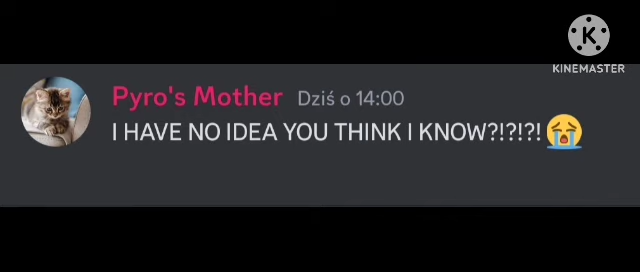 K
KINEMASTER
Pyro's Mother Dziś o 14:00
I HAVE NO IDEA YOU THINK I KNOW?!?!?!😭